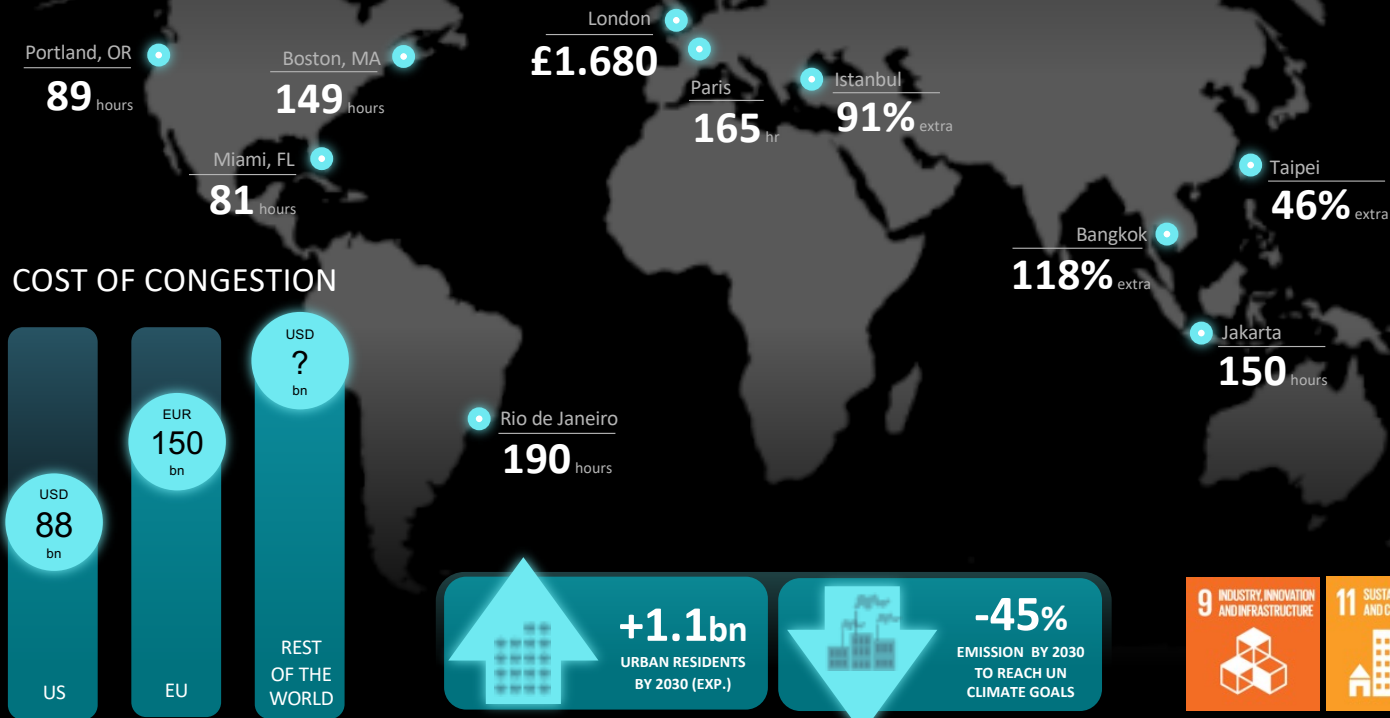 London
£1.680
Portland, OR
89 hours
Boston, MA
149 hours
Paris
165 hr
Istanbul
91% extra
Miami, FL
81 hours
Taipei
46% extra
Bangkok
118% extra
Jakarta
150 hours
Rio de Janeiro
190 hours
COST OF CONGESTION
USD
88
bn
US
EUR
150
bn
EU
USD
?
bn
REST
OF THE
WORLD
+1.1bn
URBAN RESIDENTS
BY 2030 (EXP.)
-45%
EMISSION BY 2030
TO REACH UN
CLIMATE GOALS
9 INDUSTRY, INNOVATION
AND INFRASTRUCTURE
11
AND